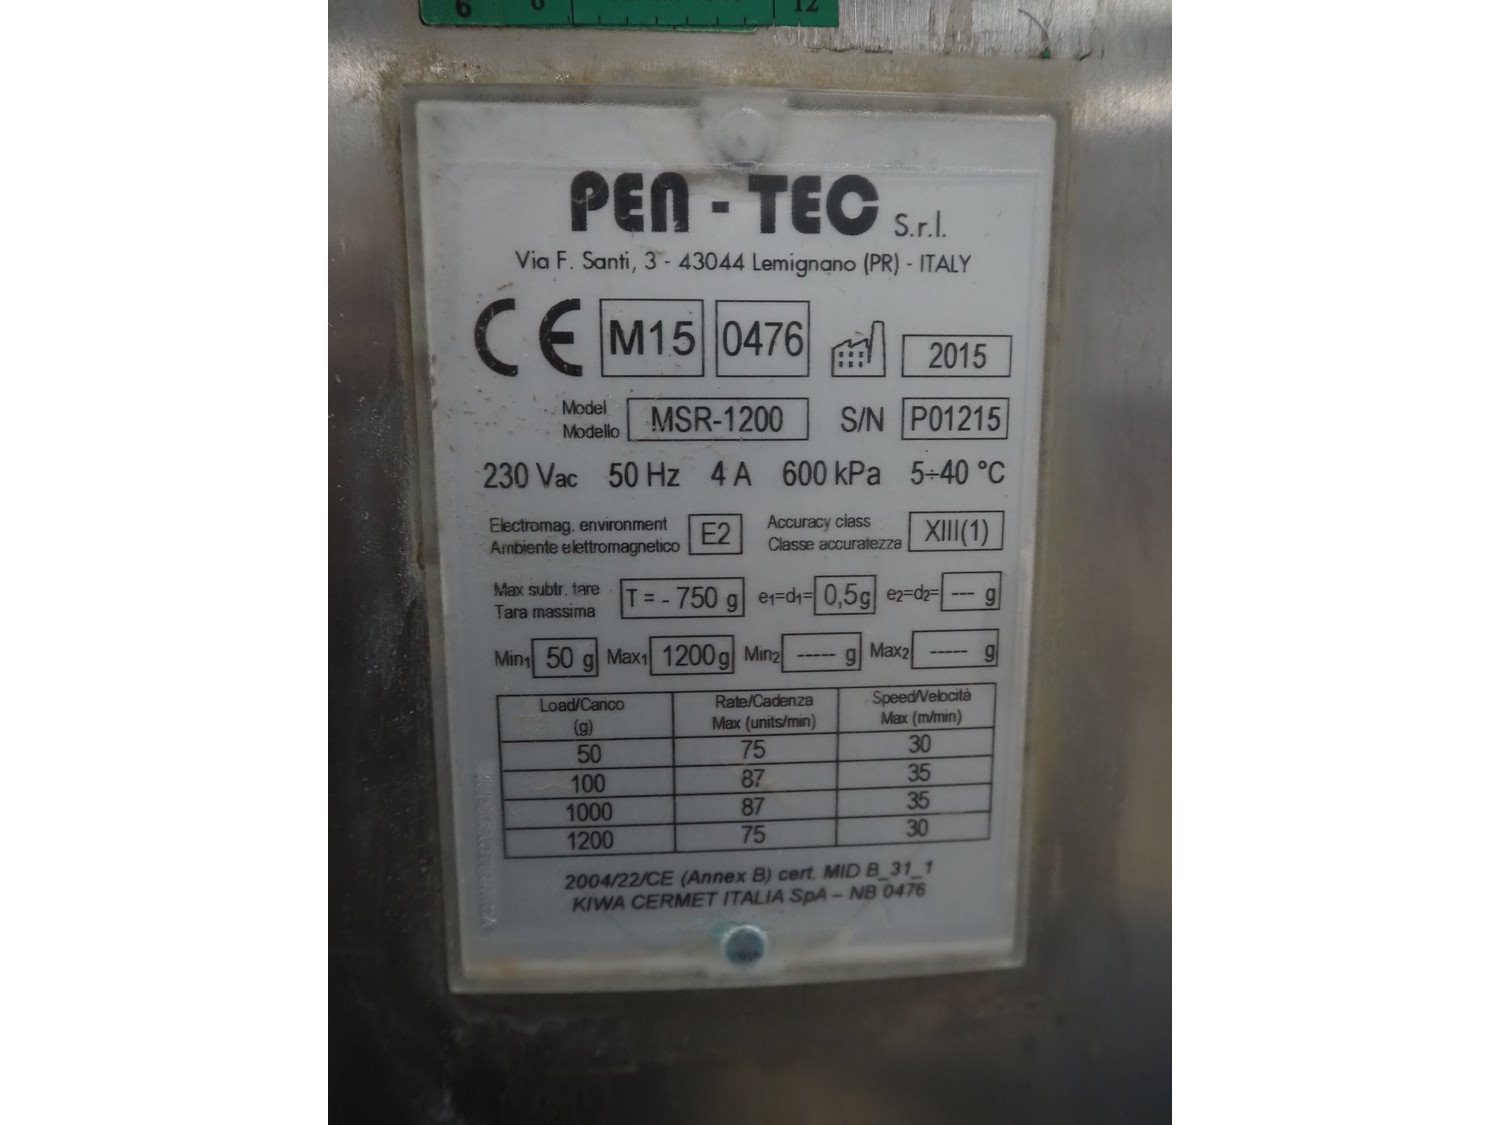 6 6 12
PEN - TEC S.r.l.
Via F. Santi, 3 - 43044 Lemignano (PR) - ITALY
CE M15 0476 2015
Model
Modello MSR-1200 S/N P01215
230 Vac 50 Hz 4 A 600 kPa 5÷40 °C
Electromag. environment E2 Accuracy class XIII(1)
Ambiente elettromagnetico Classe accuratezza
Max subtr. tare T = - 750 g e1=d1= 0,5g e2=d2= --- g
Tara massima
Min1 50 g Max1 1200g Min2 ----- g Max2 ----- g
Load/Carico Rate/Cadenza Speed/Velocità
(g) Max (units/min) Max (m/min)
50 75 30
100 87 35
1000 87 35
1200 75 30
2004/22/CE (Annex B) cert. MID B_31_1
KIWA CERMET ITALIA SpA – NB 0476